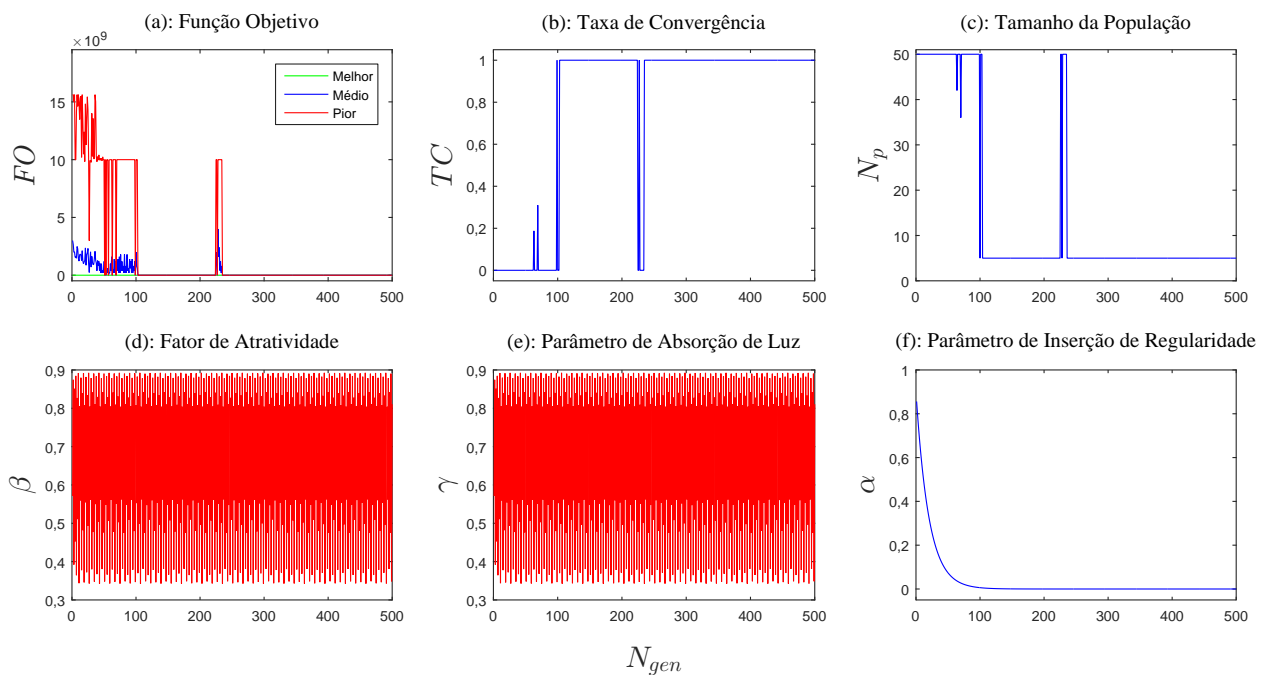 (a): Função Objetivo
×10^9
FO
15
10
5
0
0 100 200 300 400 500
Melhor
Médio
Pior
(b): Taxa de Convergência
TC
1
0,8
0,6
0,4
0,2
0
0 100 200 300 400 500
(c): Tamanho da População
N_p
50
40
30
20
10
0
0 100 200 300 400 500
(d): Fator de Atratividade
β
0,9
0,8
0,7
0,6
0,5
0,4
0,3
0 100 200 300 400 500
(e): Parâmetro de Absorção de Luz
γ
0,9
0,8
0,7
0,6
0,5
0,4
0,3
0 100 200 300 400 500
(f): Parâmetro de Inserção de Regularidade
α
1
0,8
0,6
0,4
0,2
0
0 100 200 300 400 500
N_gen